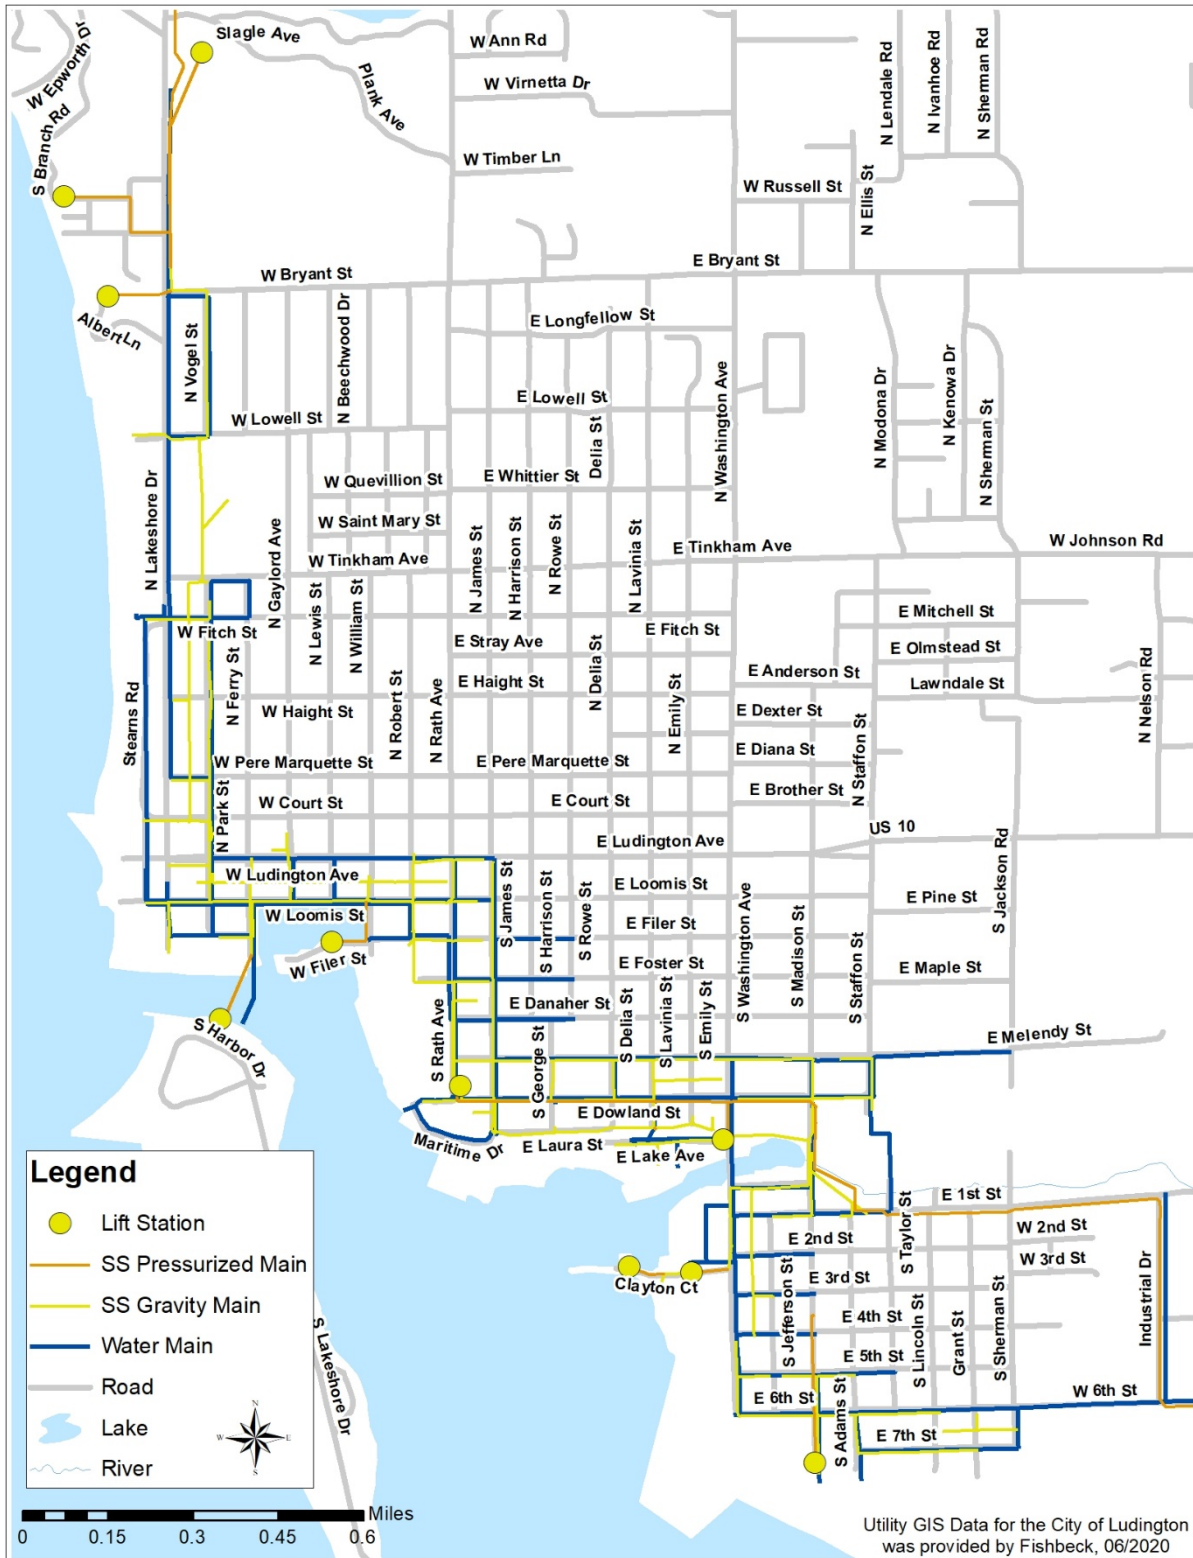 Slagle Ave
W Ann Rd
W Epworth Dr
Plank Ave
W Virnetta Dr
N Lendale Rd
N Ivanhoe Rd
N Sherman Rd
S Branch Rd
W Timber Ln
W Russell St
N Ellis St
W Bryant St
E Bryant St
Albert Ln
N Vogel St
N Beechwood Dr
E Longfellow St
N Washington Ave
N Modona Dr
N Kenowa Dr
N Sherman St
W Lowell St
E Lowell St
Delia St
N Lakeshore Dr
W Quevillion St
E Whittier St
W Saint Mary St
N Gaylord Ave
W Tinkham Ave
E Tinkham Ave
W Johnson Rd
N James St
N Harrison St
N Rowe St
N Lavinia St
N Lewis St
N William St
W Fitch St
E Fitch St
E Mitchell St
E Stray Ave
E Olmstead St
N Ferry St
N Robert St
N Rath Ave
E Haight St
N Delia St
N Emily St
E Anderson St
Lawndale St
N Nelson Rd
Stearns Rd
W Haight St
E Dexter St
N Staffon St
E Diana St
W Pere Marquette St
E Pere Marquette St
E Brother St
N Park St
W Court St
E Court St
US 10
E Ludington Ave
W Ludington Ave
S James St
S Harrison St
S Rowe St
E Loomis St
S Washington Ave
S Madison St
S Staffon St
E Pine St
S Jackson Rd
W Loomis St
E Filer St
W Filer St
E Foster St
E Maple St
E Danaher St
S Delia St
S Lavinia St
S Emily St
E Melendy St
S Harbor Dr
S Rath Ave
S George St
E Dowland St
Maritime Dr
E Laura St
E Lake Ave
E 1st St
S Taylor St
W 2nd St
E 2nd St
W 3rd St
Clayton Ct
E 3rd St
S Jefferson St
E 4th St
S Lincoln St
Grant St
S Sherman St
Industrial Dr
E 5th St
E 6th St
W 6th St
S Adams St
E 7th St
S Lakeshore Dr
Legend
Lift Station
SS Pressurized Main
SS Gravity Main
Water Main
Road
Lake
River
N
W
E
S
Miles
0 0.15 0.3 0.45 0.6
Utility GIS Data for the City of Ludington
was provided by Fishbeck, 06/2020